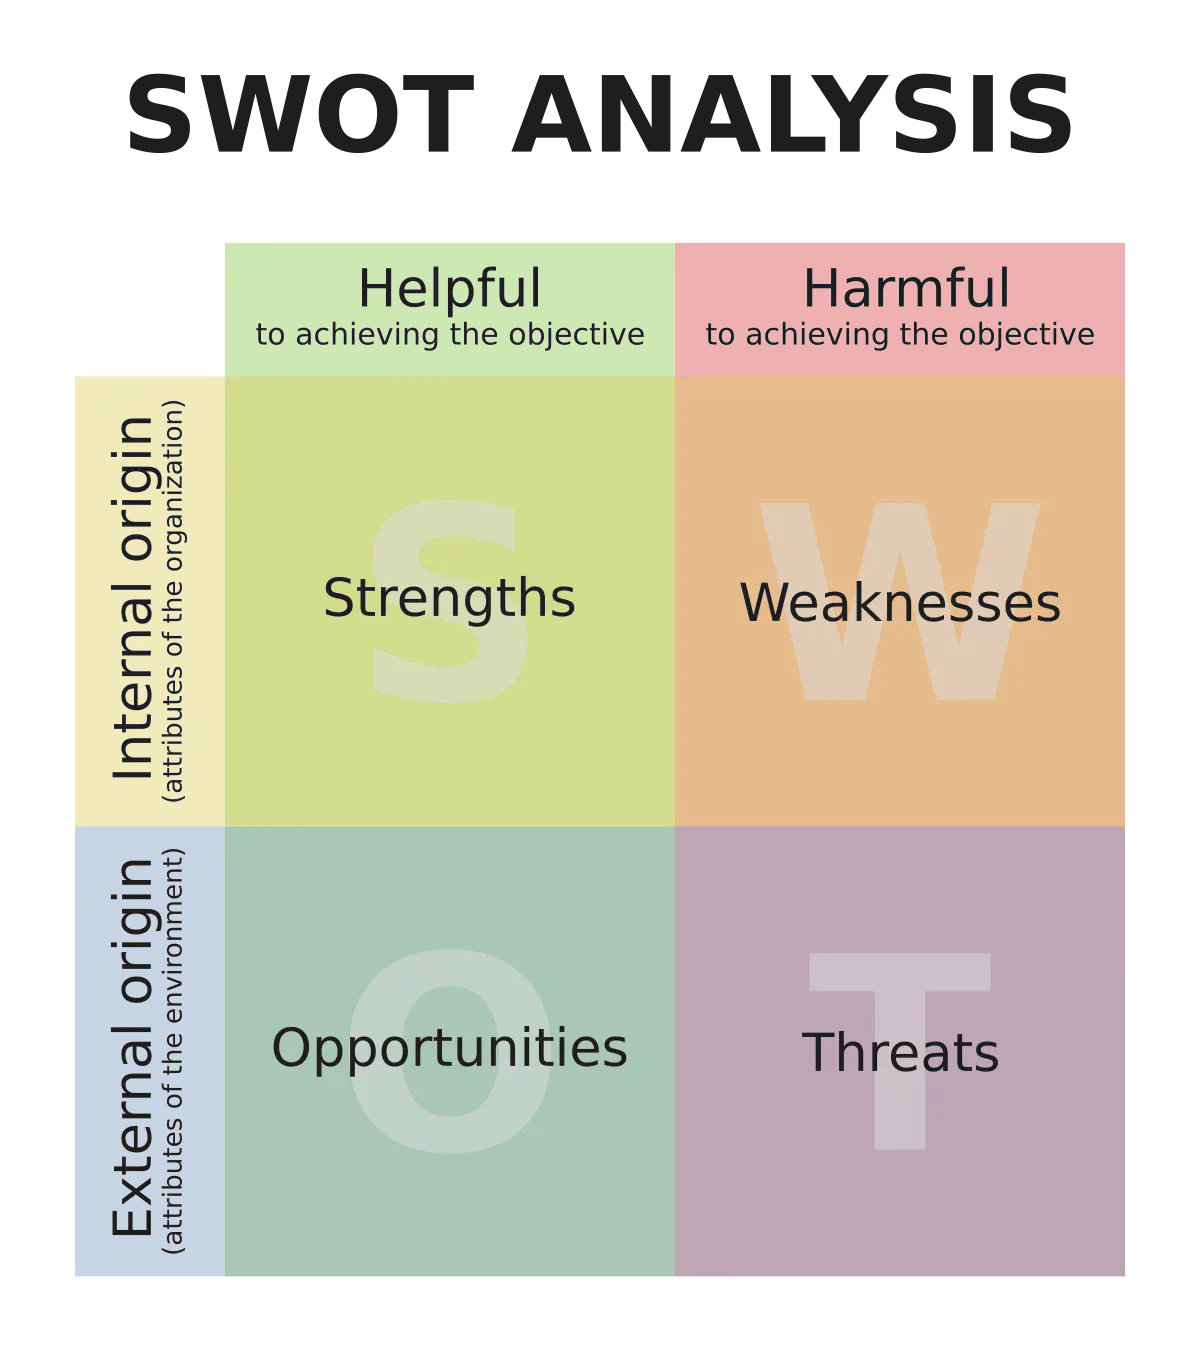 SWOT ANALYSIS
Helpful
to achieving the objective
Harmful
to achieving the objective
Internal origin
(attributes of the organization)
S
Strengths
W
Weaknesses
External origin
(attributes of the environment)
O
Opportunities
T
Threats